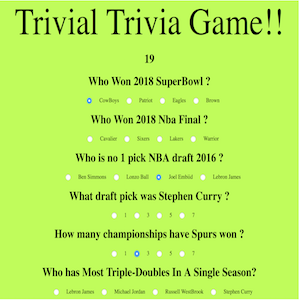 Trivial Trivia Game!!
19
Who Won 2018 SuperBowl ?
CowBoys Patriot Eagles Brown
Who Won 2018 Nba Final ?
Cavalier Sixers Lakers Warrior
Who is no 1 pick NBA draft 2016 ?
Ben Simmons Lonzo Ball Joel Embiid Lebron James
What draft pick was Stephen Curry ?
1 3 5 7
How many championships have Spurs won ?
1 3 5 7
Who has Most Triple-Doubles In A Single Season?
Lebron James Michael Jordan Russell WestBrook Stephen Curry